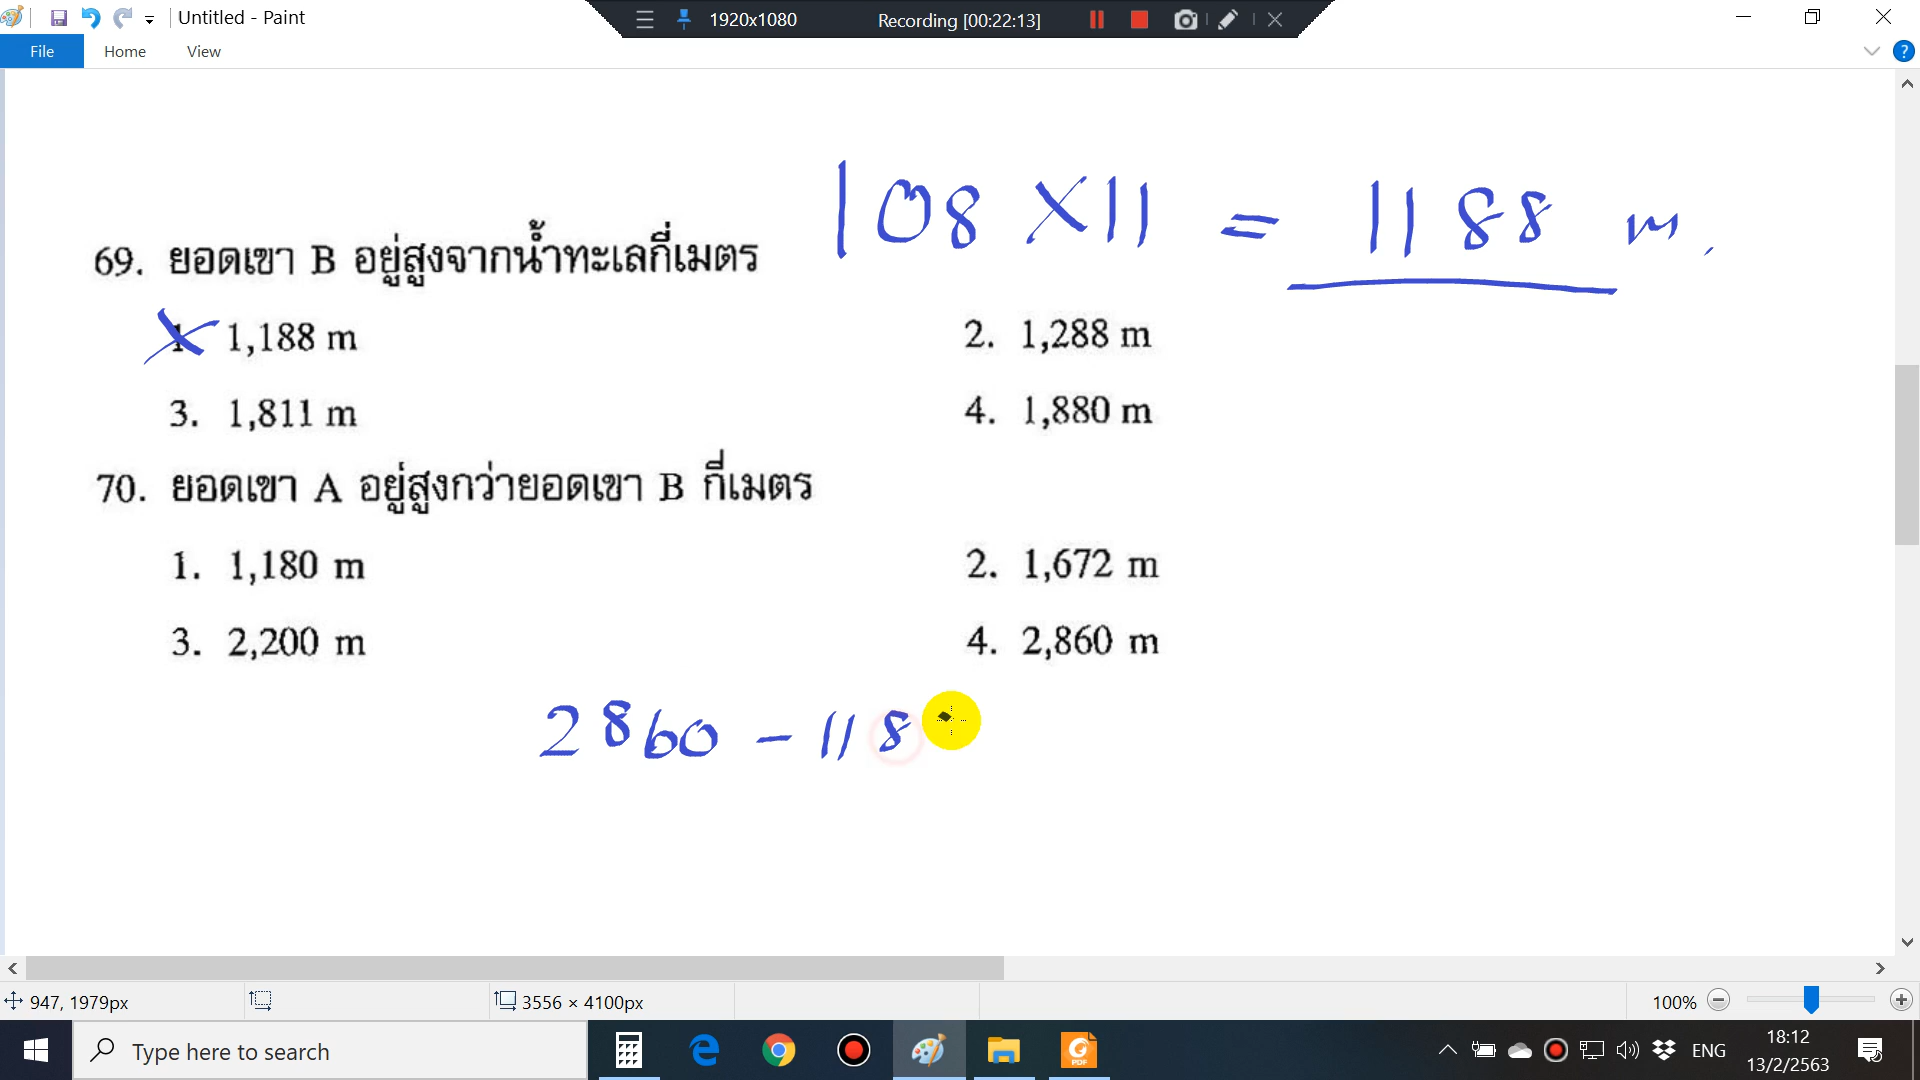 Untitled - Paint
1920x1080 Recording [00:22:13]
File Home View
108 X 11 = 1188 m.
69. ยอดเขา B อยู่สูงจากน้ำทะเลกี่เมตร
1. 1,188 m 2. 1,288 m
3. 1,811 m 4. 1,880 m
70. ยอดเขา A อยู่สูงกว่ายอดเขา B กี่เมตร
1. 1,180 m 2. 1,672 m
3. 2,200 m 4. 2,860 m
2860 - 118
947, 1979px 3556 × 4100px 100%
Type here to search ENG 18:12
13/2/2563